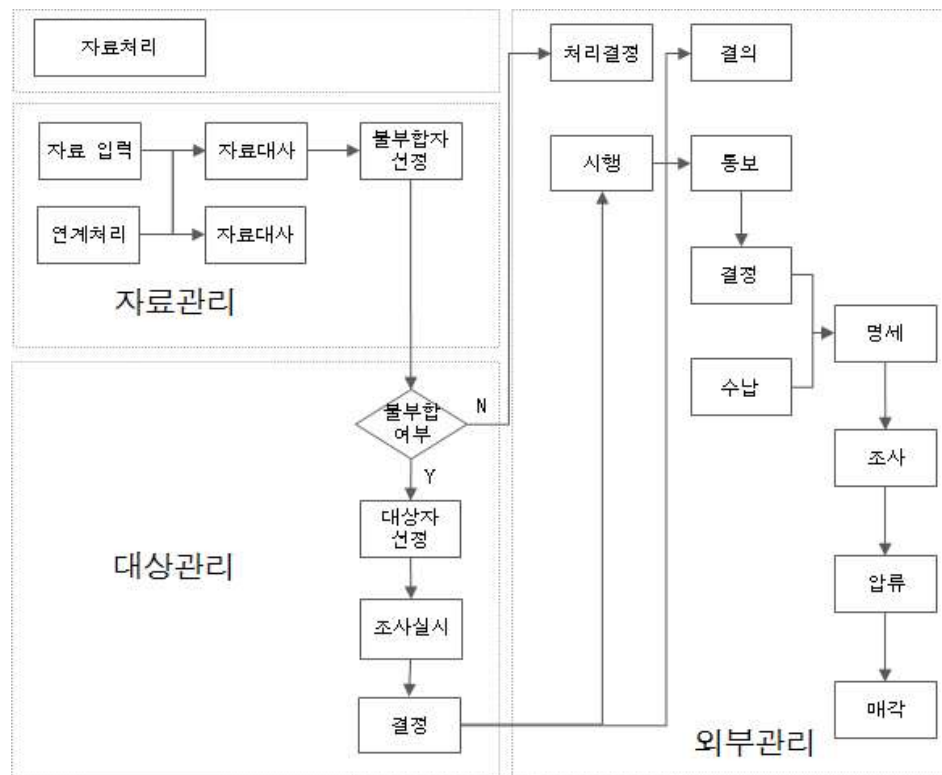 자료처리
자료 입력
자료대사
불부합자
선정
연계처리
자료대사
자료관리
불부합
여부
N
Y
대상자
선정
대상관리
조사실시
결정
처리결정
결의
시행
통보
결정
명세
수납
조사
압류
매각
외부관리